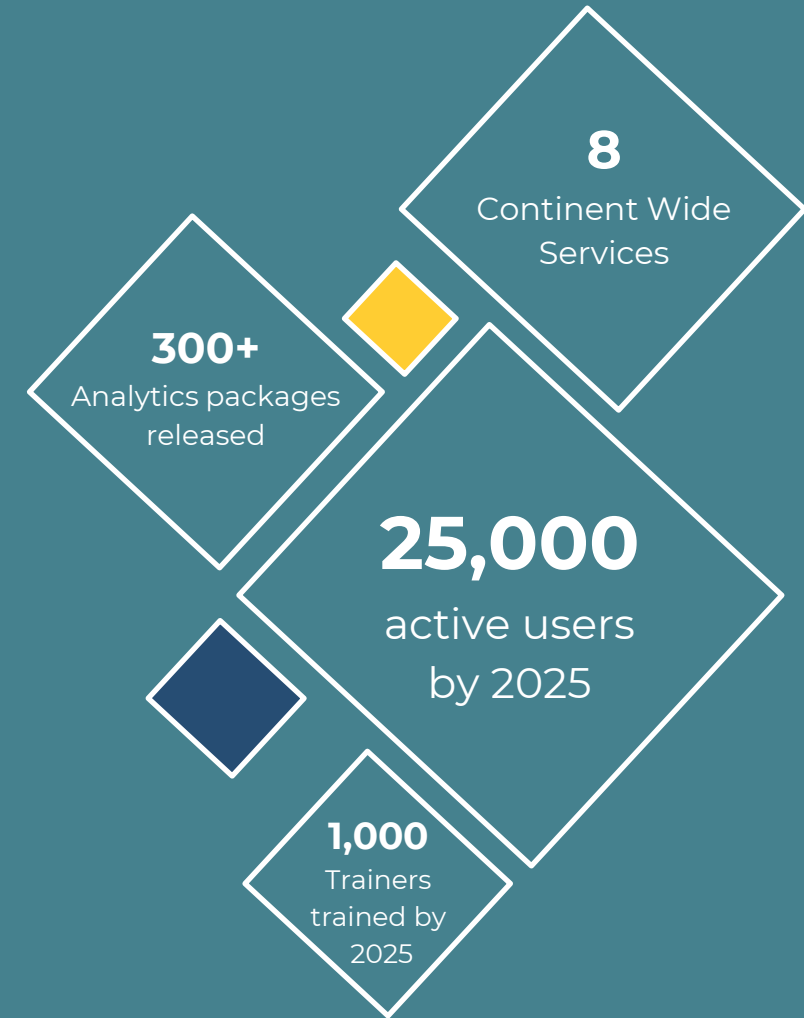 8
Continent Wide
Services
300+
Analytics packages
released
25,000
active users
by 2025
1,000
Trainers
trained by
2025